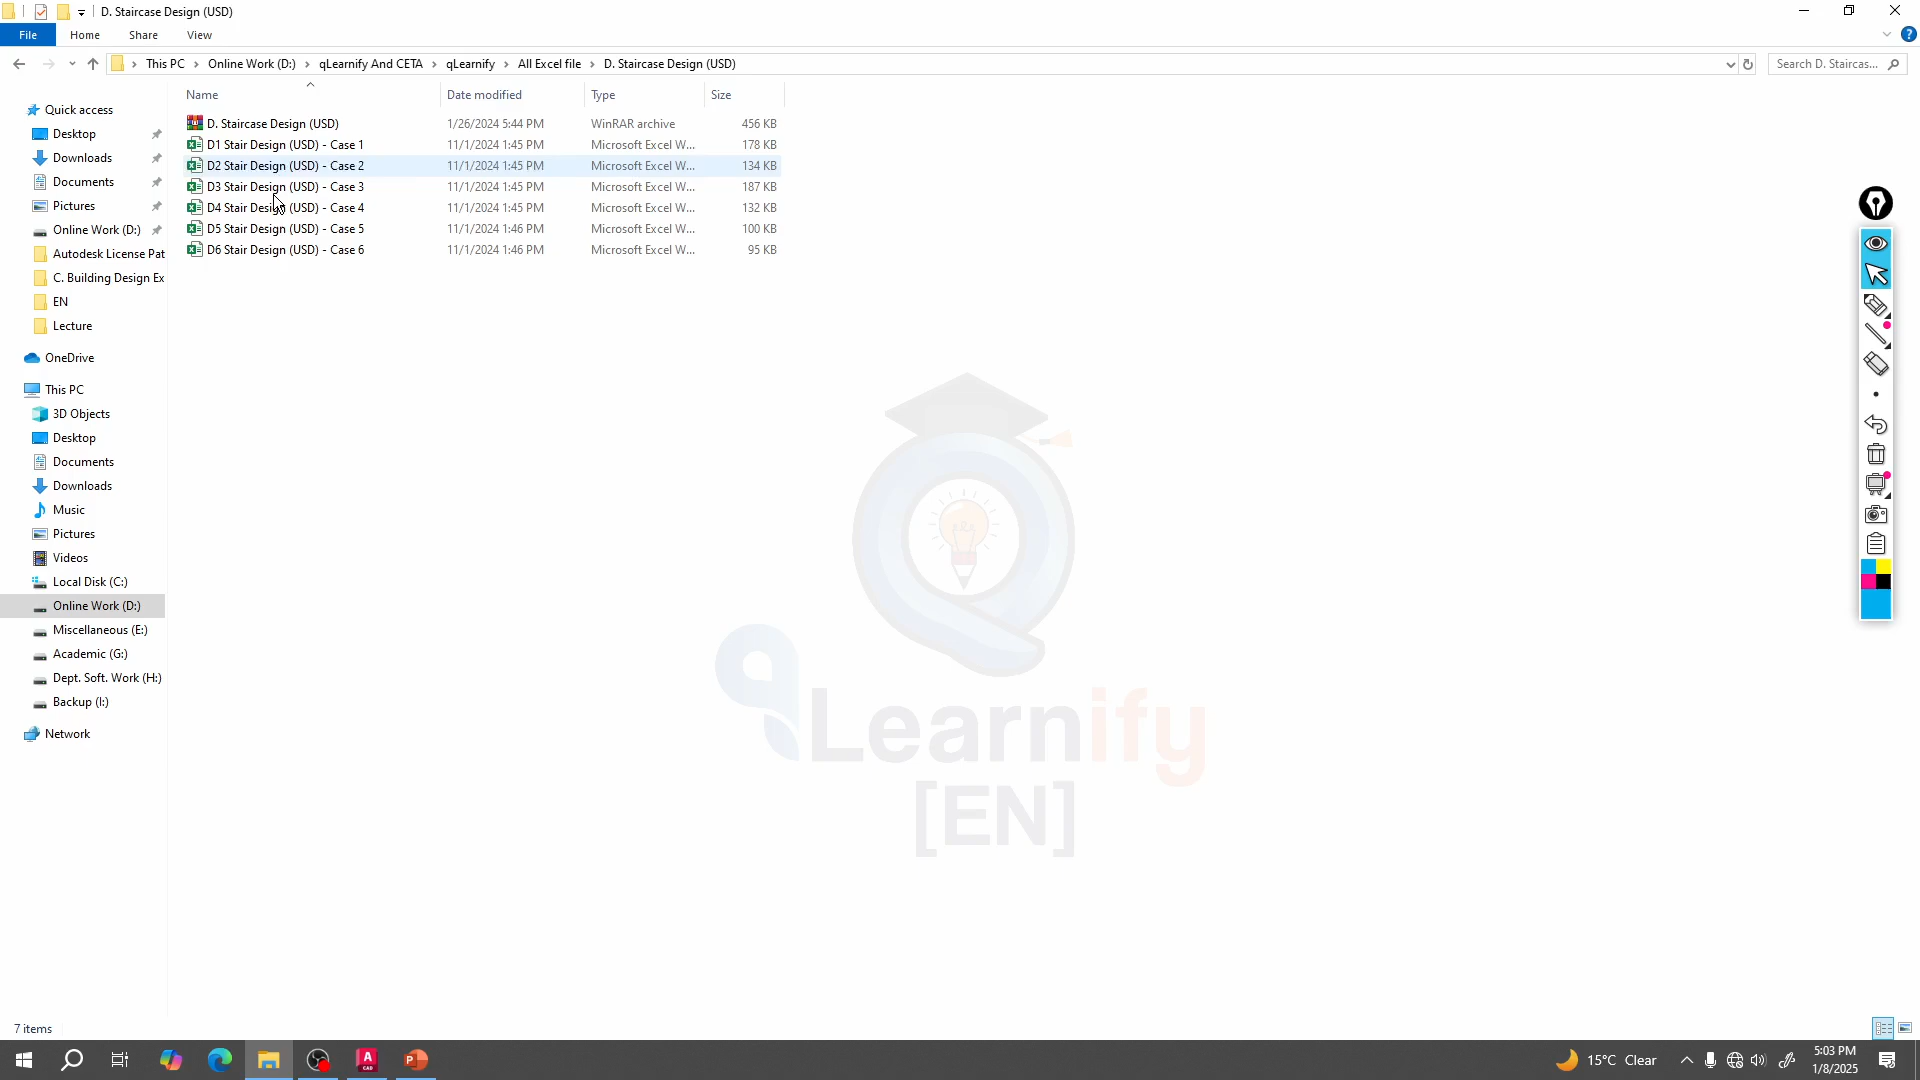 D. Staircase Design (USD)
File Home Share View
This PC Online Work (D:) qLearnify And CETA qLearnify All Excel file D. Staircase Design (USD)
Search D. Staircas...
Name Date modified Type Size
D. Staircase Design (USD) 1/26/2024 5:44 PM WinRAR archive 456 KB
D1 Stair Design (USD) - Case 1 11/1/2024 1:45 PM Microsoft Excel W... 178 KB
D2 Stair Design (USD) - Case 2 11/1/2024 1:45 PM Microsoft Excel W... 134 KB
D3 Stair Design (USD) - Case 3 11/1/2024 1:45 PM Microsoft Excel W... 187 KB
D4 Stair Design (USD) - Case 4 11/1/2024 1:45 PM Microsoft Excel W... 132 KB
D5 Stair Design (USD) - Case 5 11/1/2024 1:46 PM Microsoft Excel W... 100 KB
D6 Stair Design (USD) - Case 6 11/1/2024 1:46 PM Microsoft Excel W... 95 KB
Quick access
Desktop
Downloads
Documents
Pictures
Online Work (D:)
Autodesk License Pat
C. Building Design Ex
EN
Lecture
OneDrive
This PC
3D Objects
Desktop
Documents
Downloads
Music
Pictures
Videos
Local Disk (C:)
Online Work (D:)
Miscellaneous (E:)
Academic (G:)
Dept. Soft. Work (H:)
Backup (I:)
Network
qLearnify
[EN]
7 items
15°C Clear
5:03 PM
1/8/2025